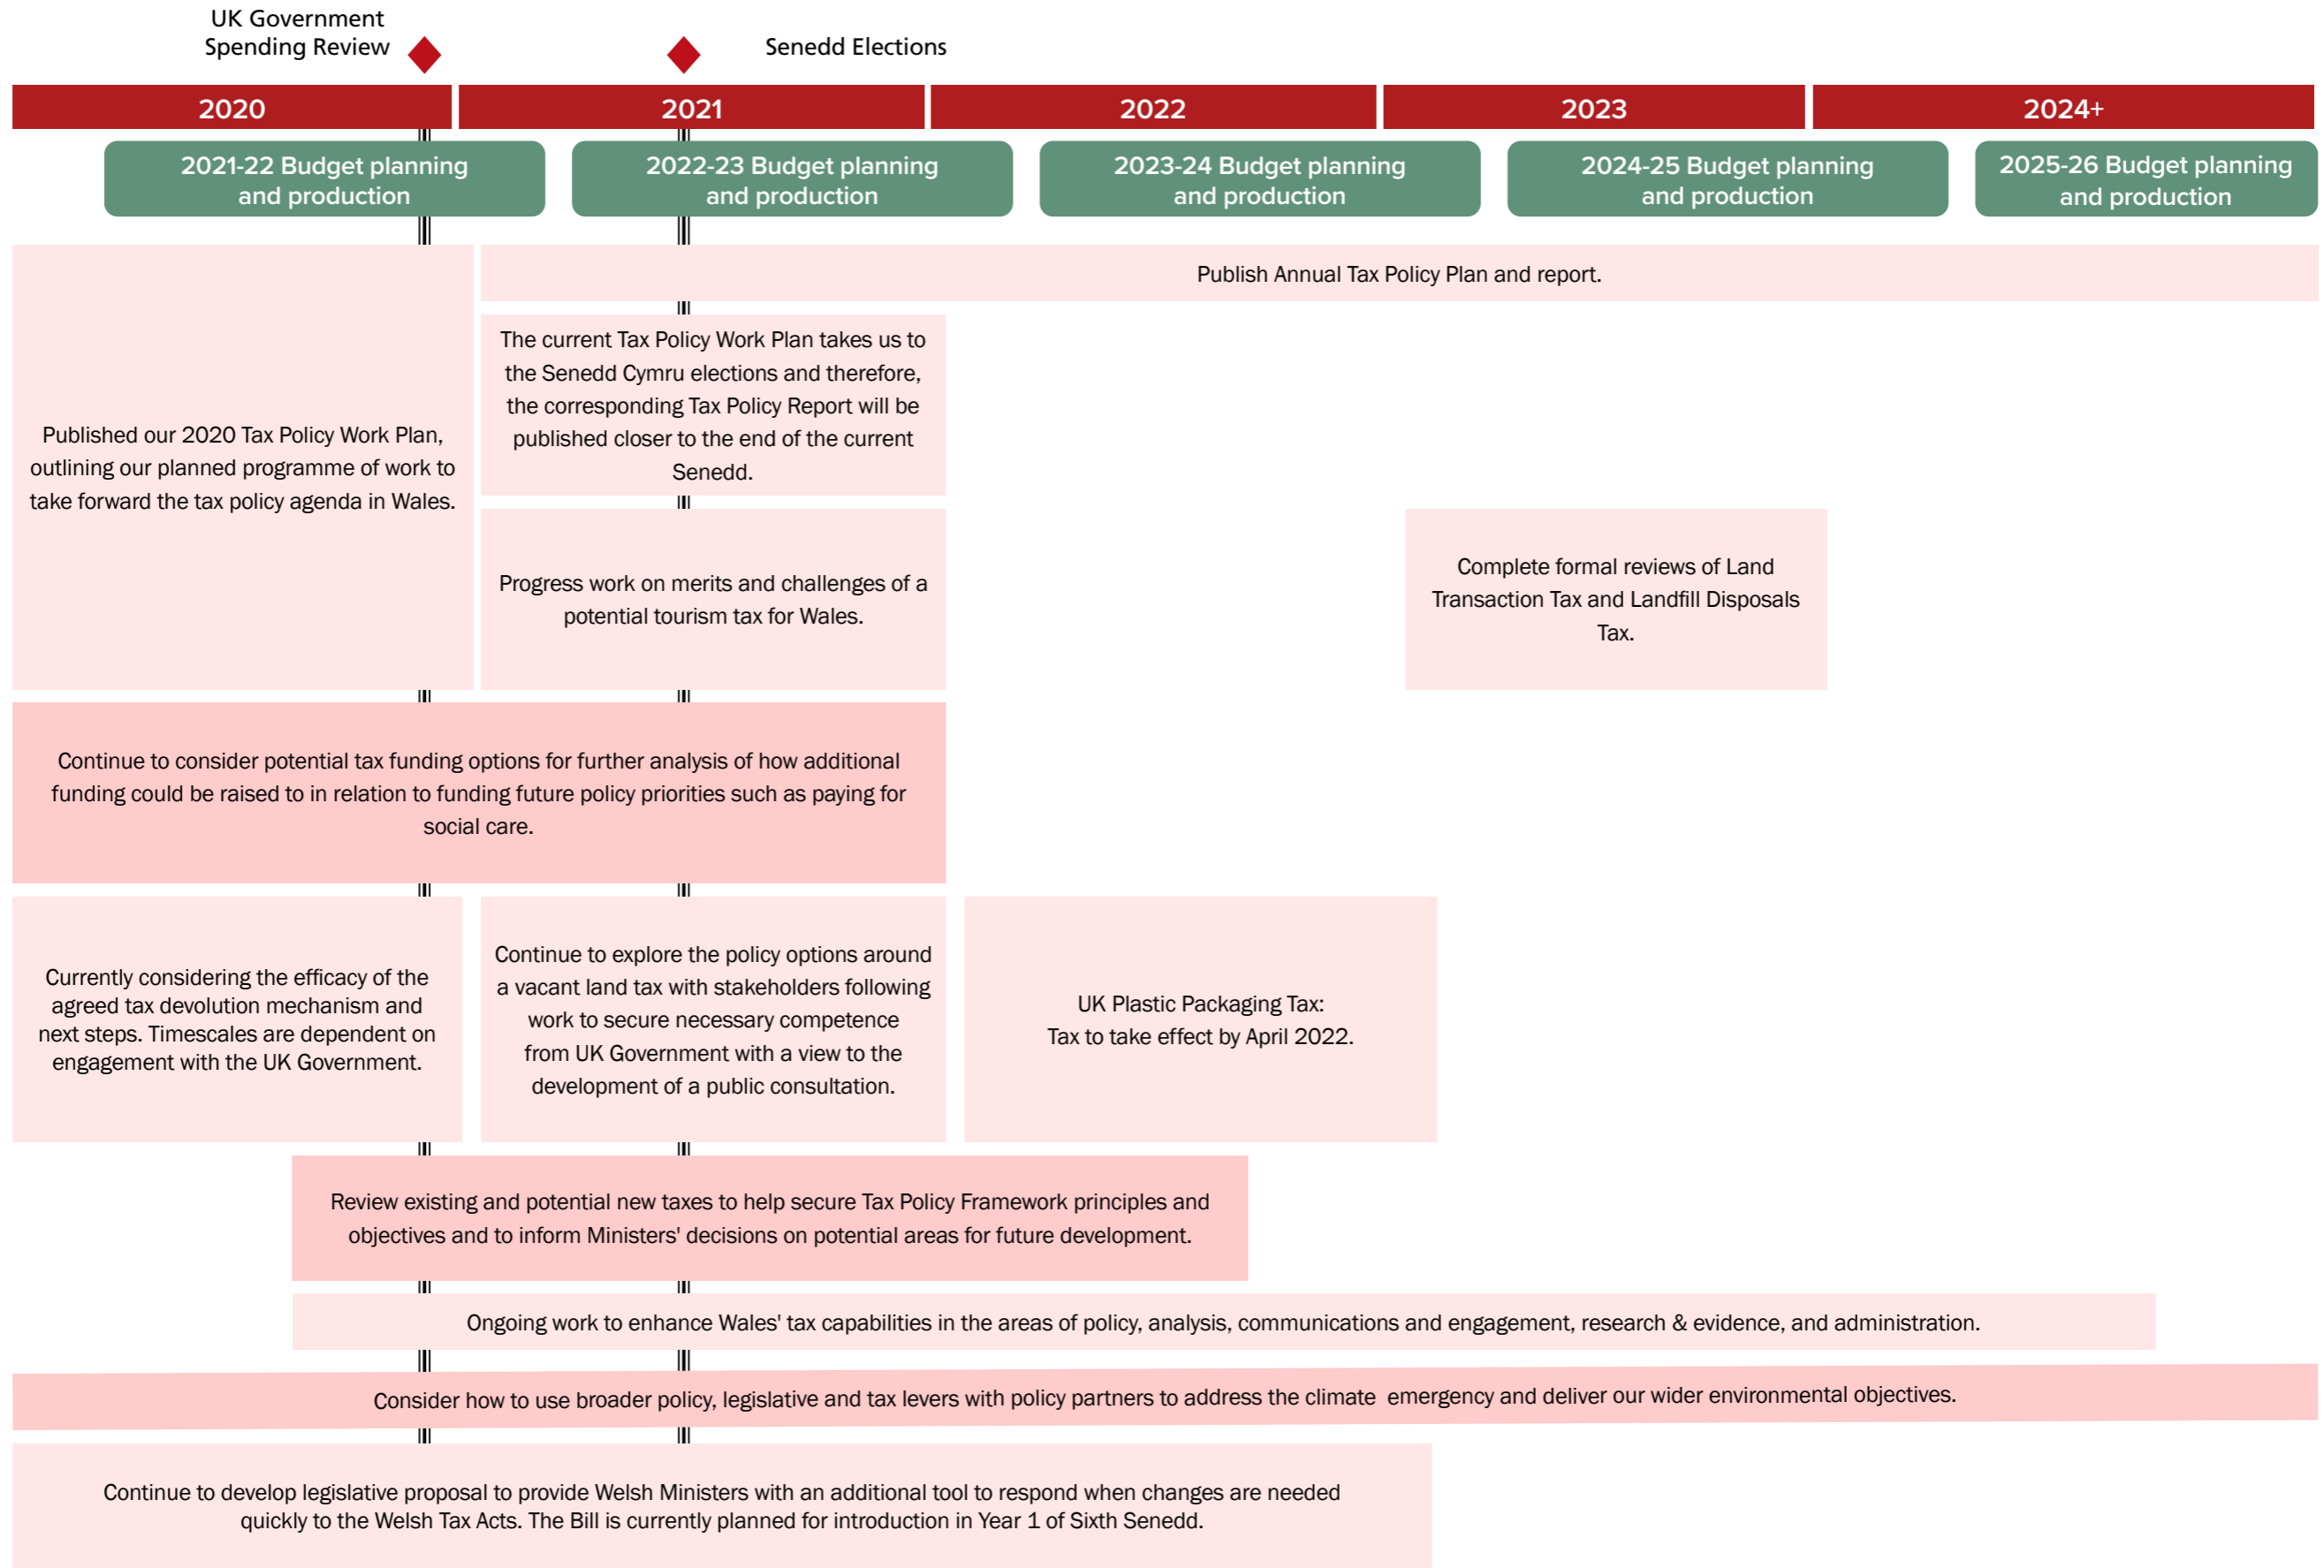 UK Government
Spending Review
Senedd Elections
2020
2021
2022
2023
2024+
2021-22 Budget planning
and production
2022-23 Budget planning
and production
2023-24 Budget planning
and production
2024-25 Budget planning
and production
2025-26 Budget planning
and production
Publish Annual Tax Policy Plan and report.
Published our 2020 Tax Policy Work Plan,
outlining our planned programme of work to
take forward the tax policy agenda in Wales.
The current Tax Policy Work Plan takes us to
the Senedd Cymru elections and therefore,
the corresponding Tax Policy Report will be
published closer to the end of the current
Senedd.
Progress work on merits and challenges of a
potential tourism tax for Wales.
Complete formal reviews of Land
Transaction Tax and Landfill Disposals
Tax.
Continue to consider potential tax funding options for further analysis of how additional
funding could be raised to in relation to funding future policy priorities such as paying for
social care.
Currently considering the efficacy of the
agreed tax devolution mechanism and
next steps. Timescales are dependent on
engagement with the UK Government.
Continue to explore the policy options around
a vacant land tax with stakeholders following
work to secure necessary competence
from UK Government with a view to the
development of a public consultation.
UK Plastic Packaging Tax:
Tax to take effect by April 2022.
Review existing and potential new taxes to help secure Tax Policy Framework principles and
objectives and to inform Ministers' decisions on potential areas for future development.
Ongoing work to enhance Wales' tax capabilities in the areas of policy, analysis, communications and engagement, research & evidence, and administration.
Consider how to use broader policy, legislative and tax levers with policy partners to address the climate emergency and deliver our wider environmental objectives.
Continue to develop legislative proposal to provide Welsh Ministers with an additional tool to respond when changes are needed
quickly to the Welsh Tax Acts. The Bill is currently planned for introduction in Year 1 of Sixth Senedd.